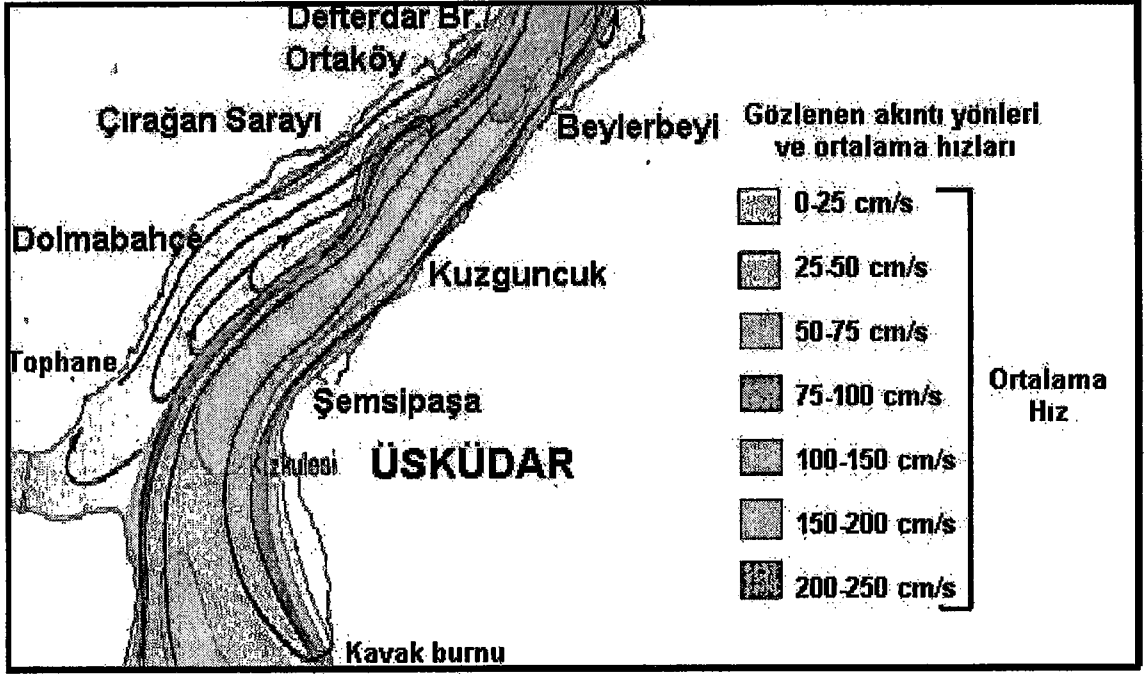 Defterdar Br.
Ortaköy
Çırağan Sarayı
Beylerbeyi
Dolmabahçe
Kuzguncuk
Tophane
Şemsipaşa
Kızkulesi
ÜSKÜDAR
Kavak burnu
Gözlenen akıntı yönleri
ve ortalama hızları
0-25 cm/s
25-50 cm/s
50-75 cm/s
75-100 cm/s
100-150 cm/s
150-200 cm/s
200-250 cm/s
Ortalama
Hız